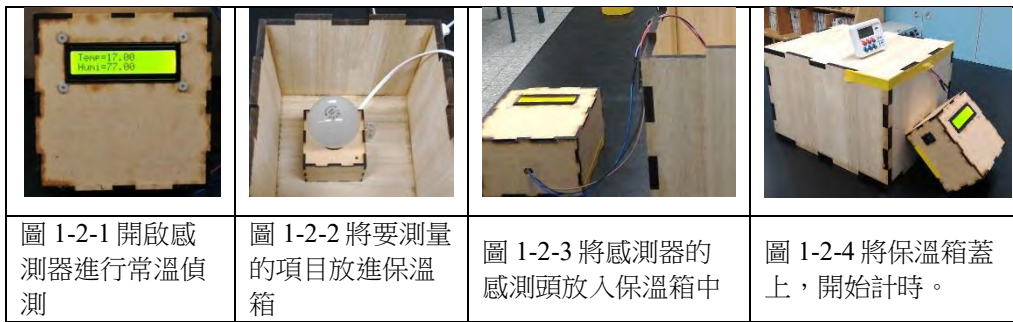 Temp=17.00
Humi=77.00
圖 1-2-1 開啟感
測器進行常溫偵
測
圖 1-2-2 將要測量
的項目放進保溫
箱
圖 1-2-3 將感測器的
感測頭放入保溫箱中
圖 1-2-4 將保溫箱蓋
上，開始計時。